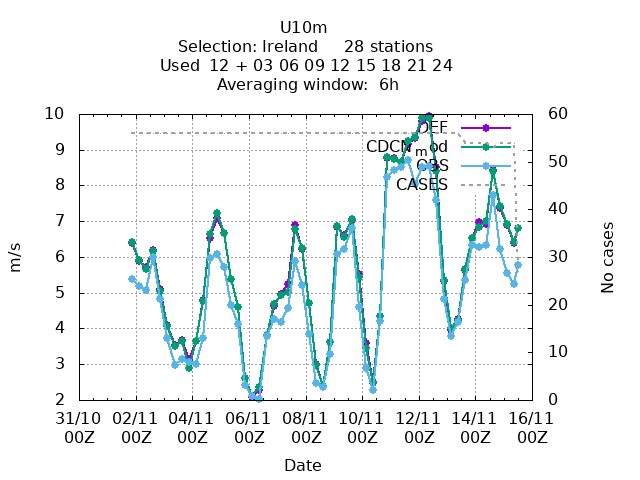 U10m
Selection: Ireland 28 stations
Used 12 + 03 06 09 12 15 18 21 24
Averaging window: 6h
10
9
8
7
6
5
4
3
2
m/s
60
50
40
30
20
10
0
No cases
DEF
CDCN_mod
OBS
CASES
31/10 02/11 04/11 06/11 08/11 10/11 12/11 14/11 16/11
00Z 00Z 00Z 00Z 00Z 00Z 00Z 00Z 00Z
Date